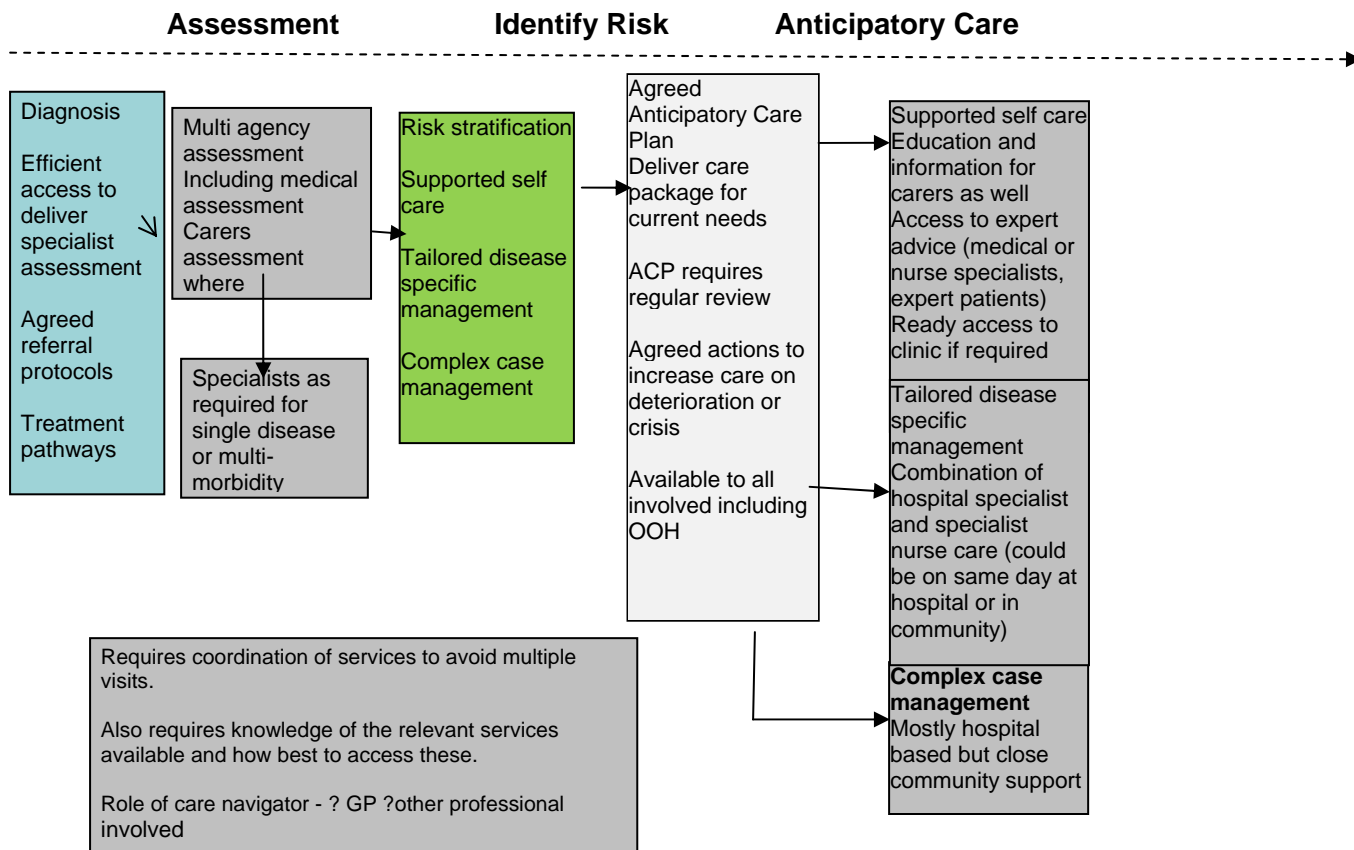 Assessment
Identify Risk
Anticipatory Care
Diagnosis
Efficient
access to
deliver
specialist
assessment
Agreed
referral
protocols
Treatment
pathways
Multi agency
assessment
Including medical
assessment
Carers
assessment
where
Specialists as
required for
single disease
or multi-
morbidity
Risk stratification
Supported self
care
Tailored disease
specific
management
Complex case
management
Agreed
Anticipatory Care
Plan
Deliver care
package for
current needs
ACP requires
regular review
Agreed actions to
increase care on
deterioration or
crisis
Available to all
involved including
OOH
Supported self care
Education and
information for
carers as well
Access to expert
advice (medical or
nurse specialists,
expert patients)
Ready access to
clinic if required
Tailored disease
specific
management
Combination of
hospital specialist
and specialist
nurse care (could
be on same day at
hospital or in
community)
Complex case
management
Mostly hospital
based but close
community support
Requires coordination of services to avoid multiple
visits.
Also requires knowledge of the relevant services
available and how best to access these.
Role of care navigator - ? GP ?other professional
involved